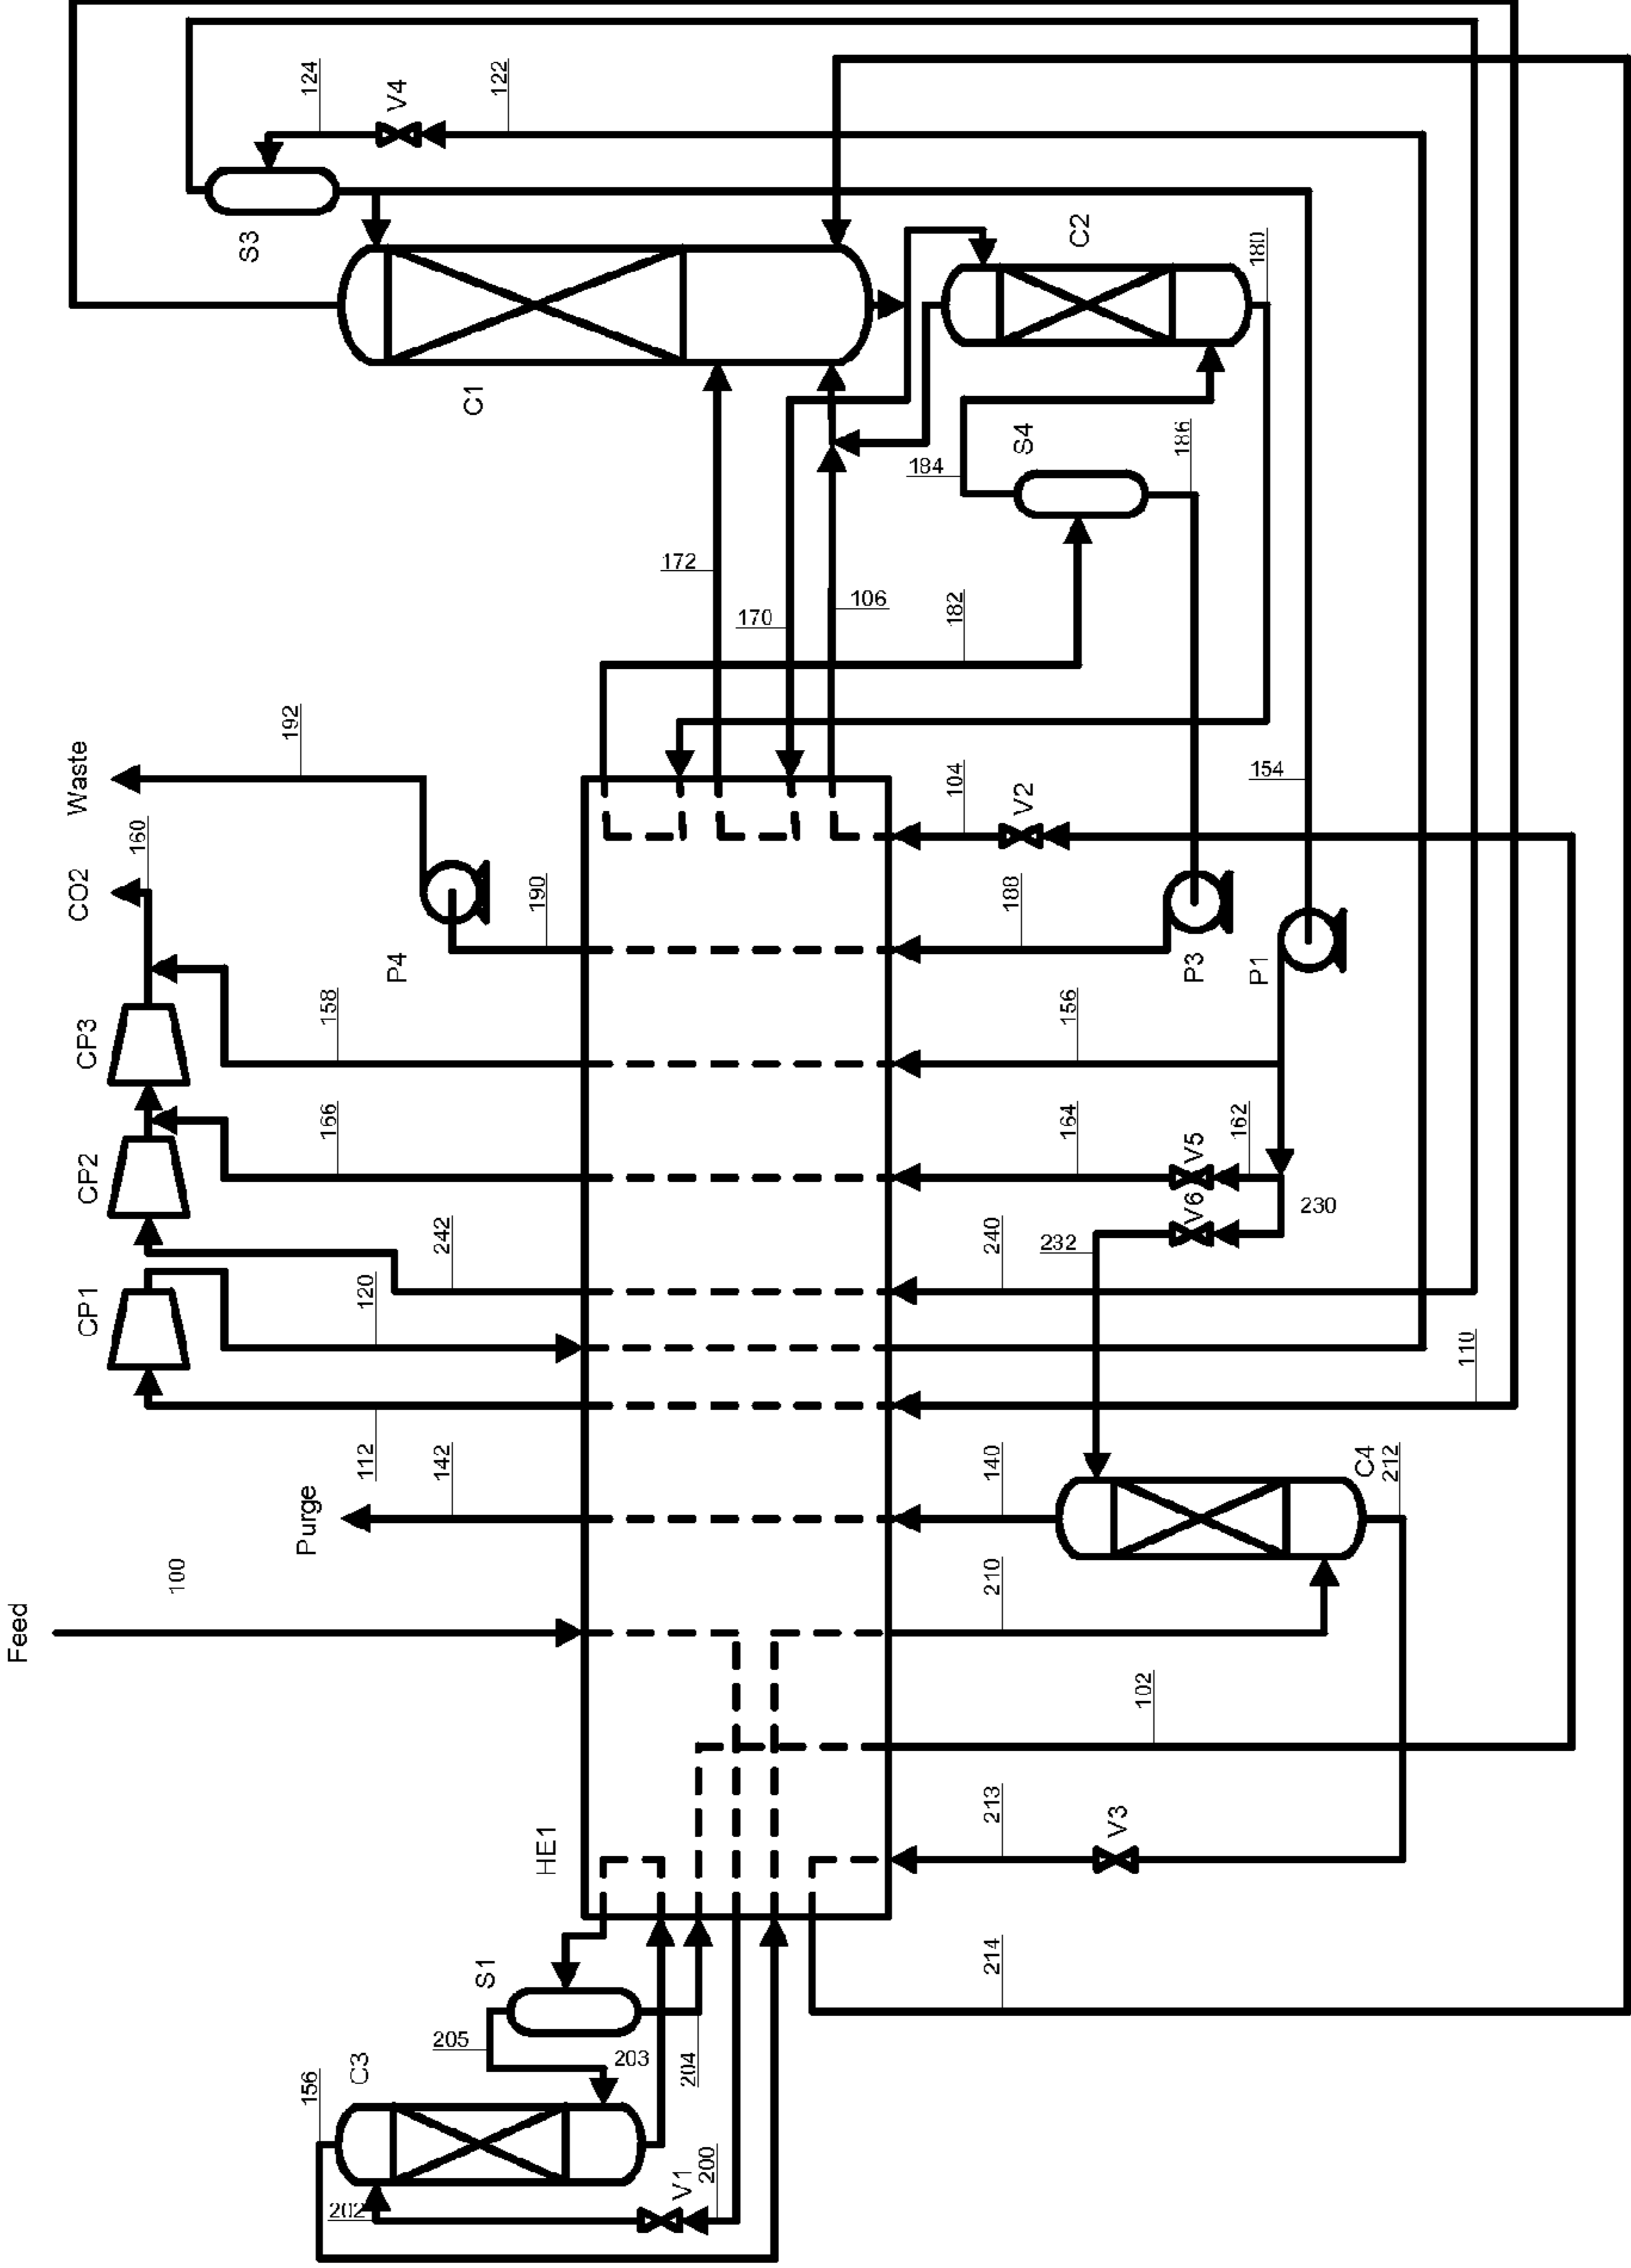 124
V4
122
S3
C2
180
C1
S4
184
186
172
170
106
182
192
Waste
160
CO2
104
V2
154
190
188
P4
P3
P1
CP3
158
156
CP2
166
164
V5
162
V6
230
232
CP1
242
120
240
110
112
142
140
C4
212
Purge
Feed
100
210
102
HE1
213
V3
S1
214
205
203
204
C3
156
V1
200
202